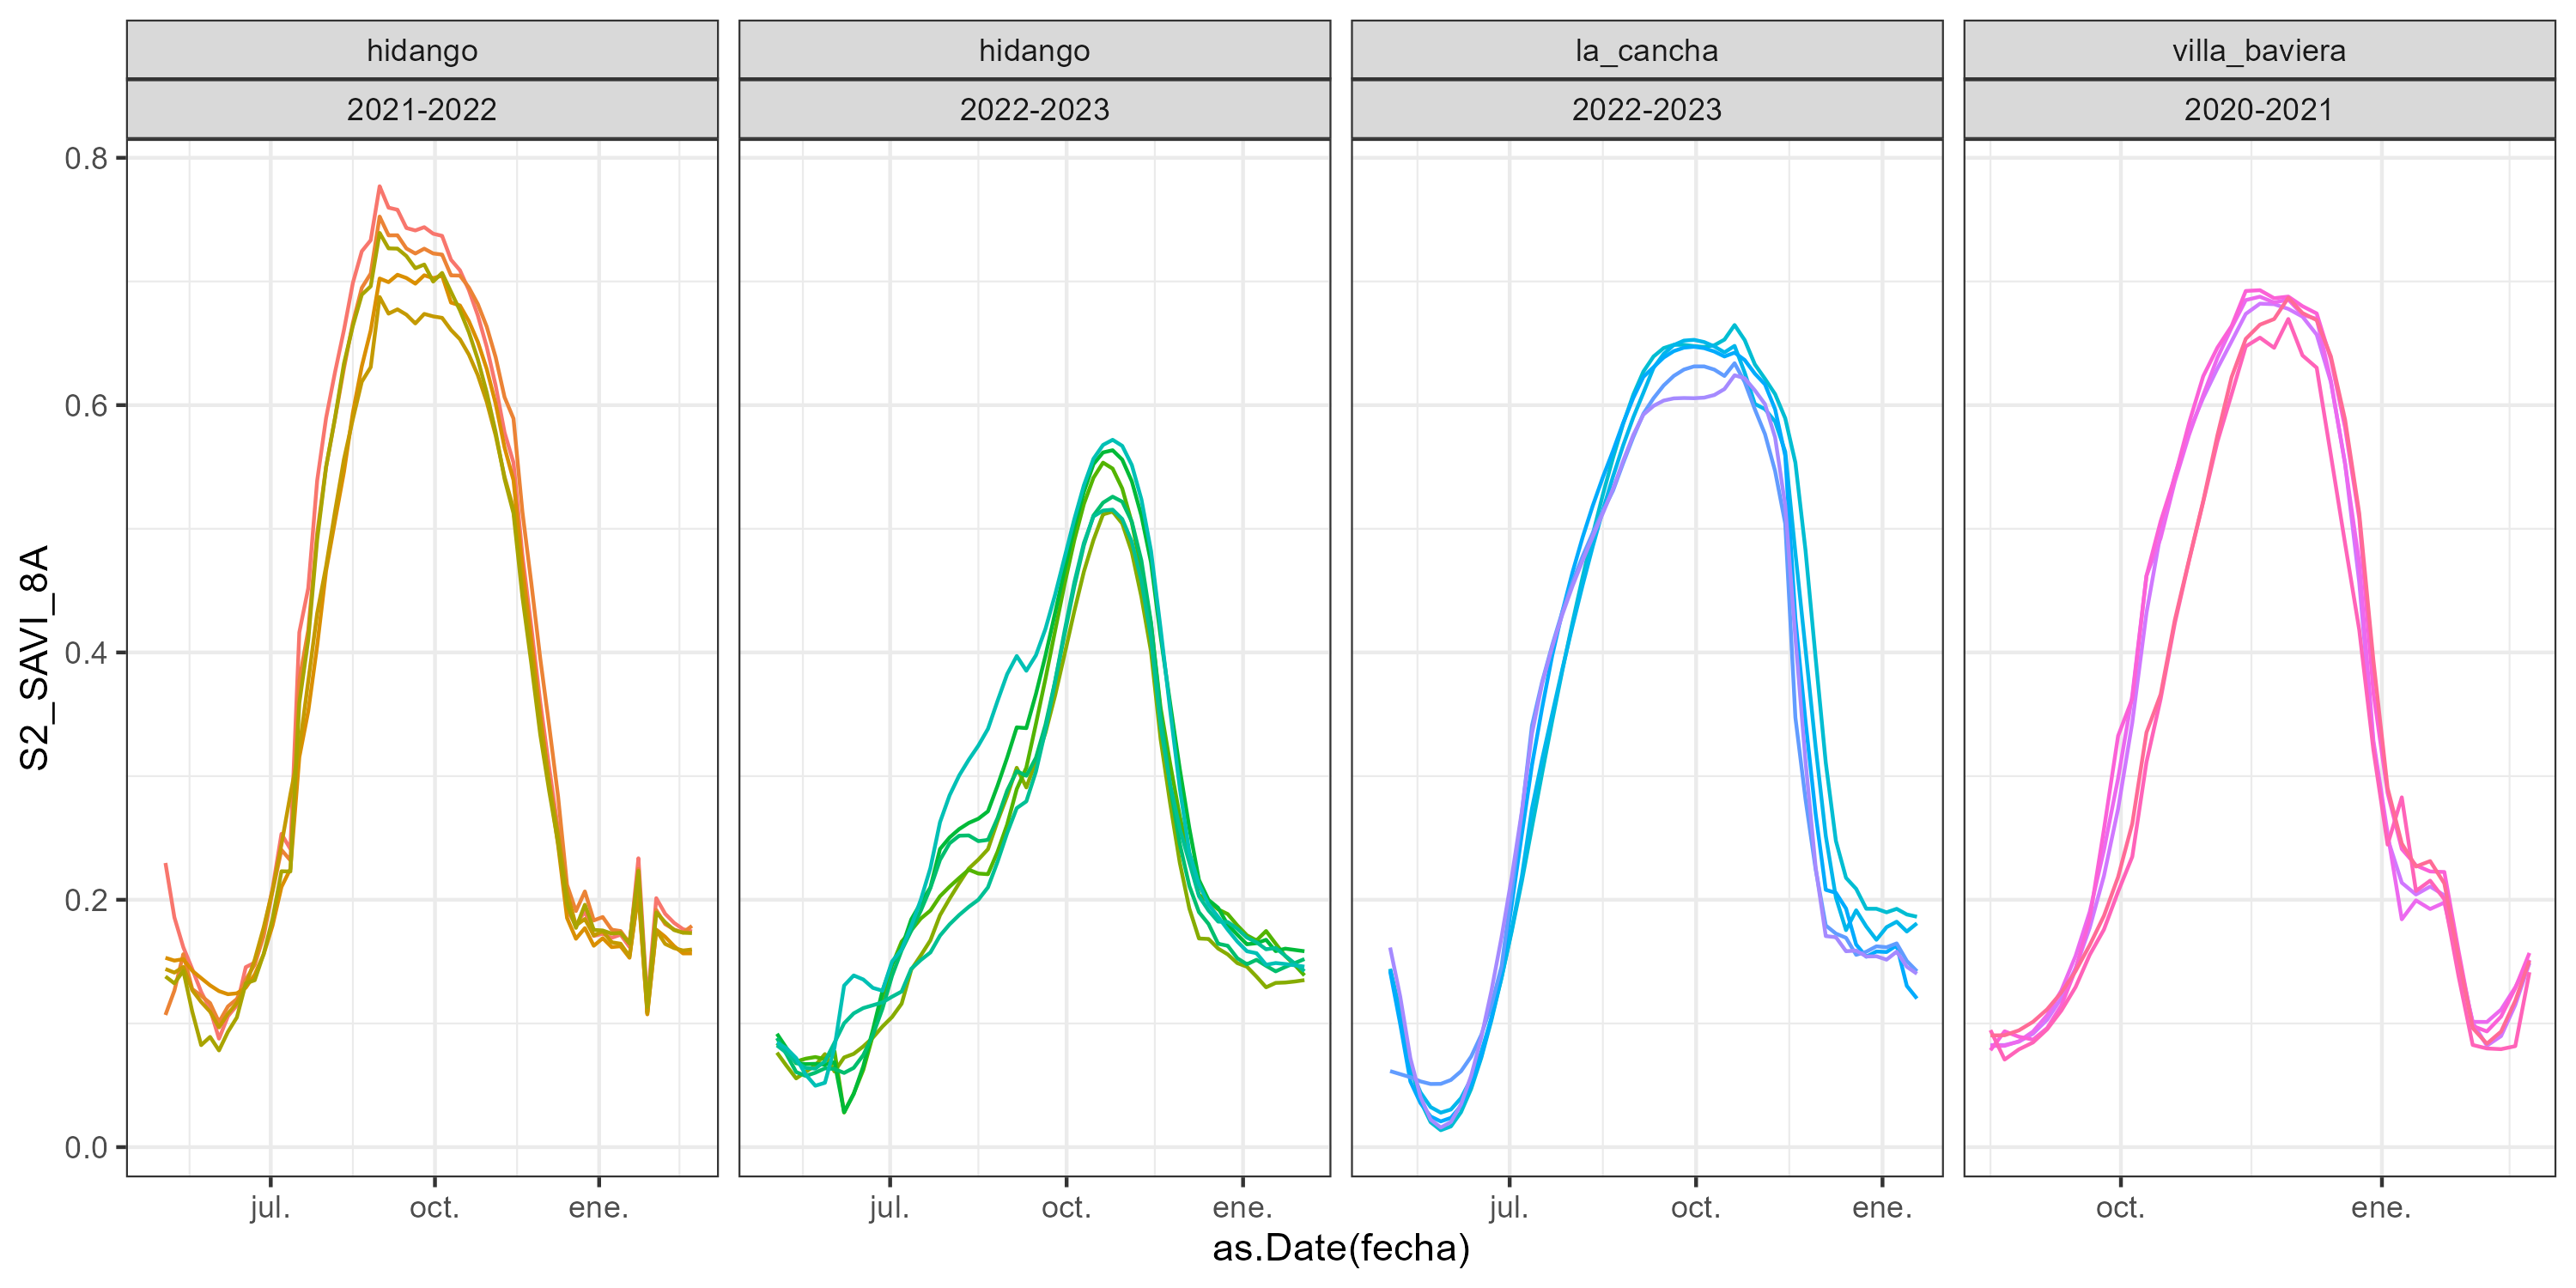 hidango
hidango
la_cancha
villa_baviera
2021-2022
2022-2023
2022-2023
2020-2021
S2_SAVI_8A
0.8
0.6
0.4
0.2
0.0
jul.
oct.
ene.
jul.
oct.
ene.
jul.
oct.
ene.
oct.
ene.
as.Date(fecha)